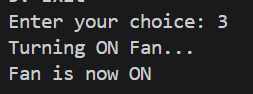 Enter your choice: 3
Turning ON Fan...
Fan is now ON